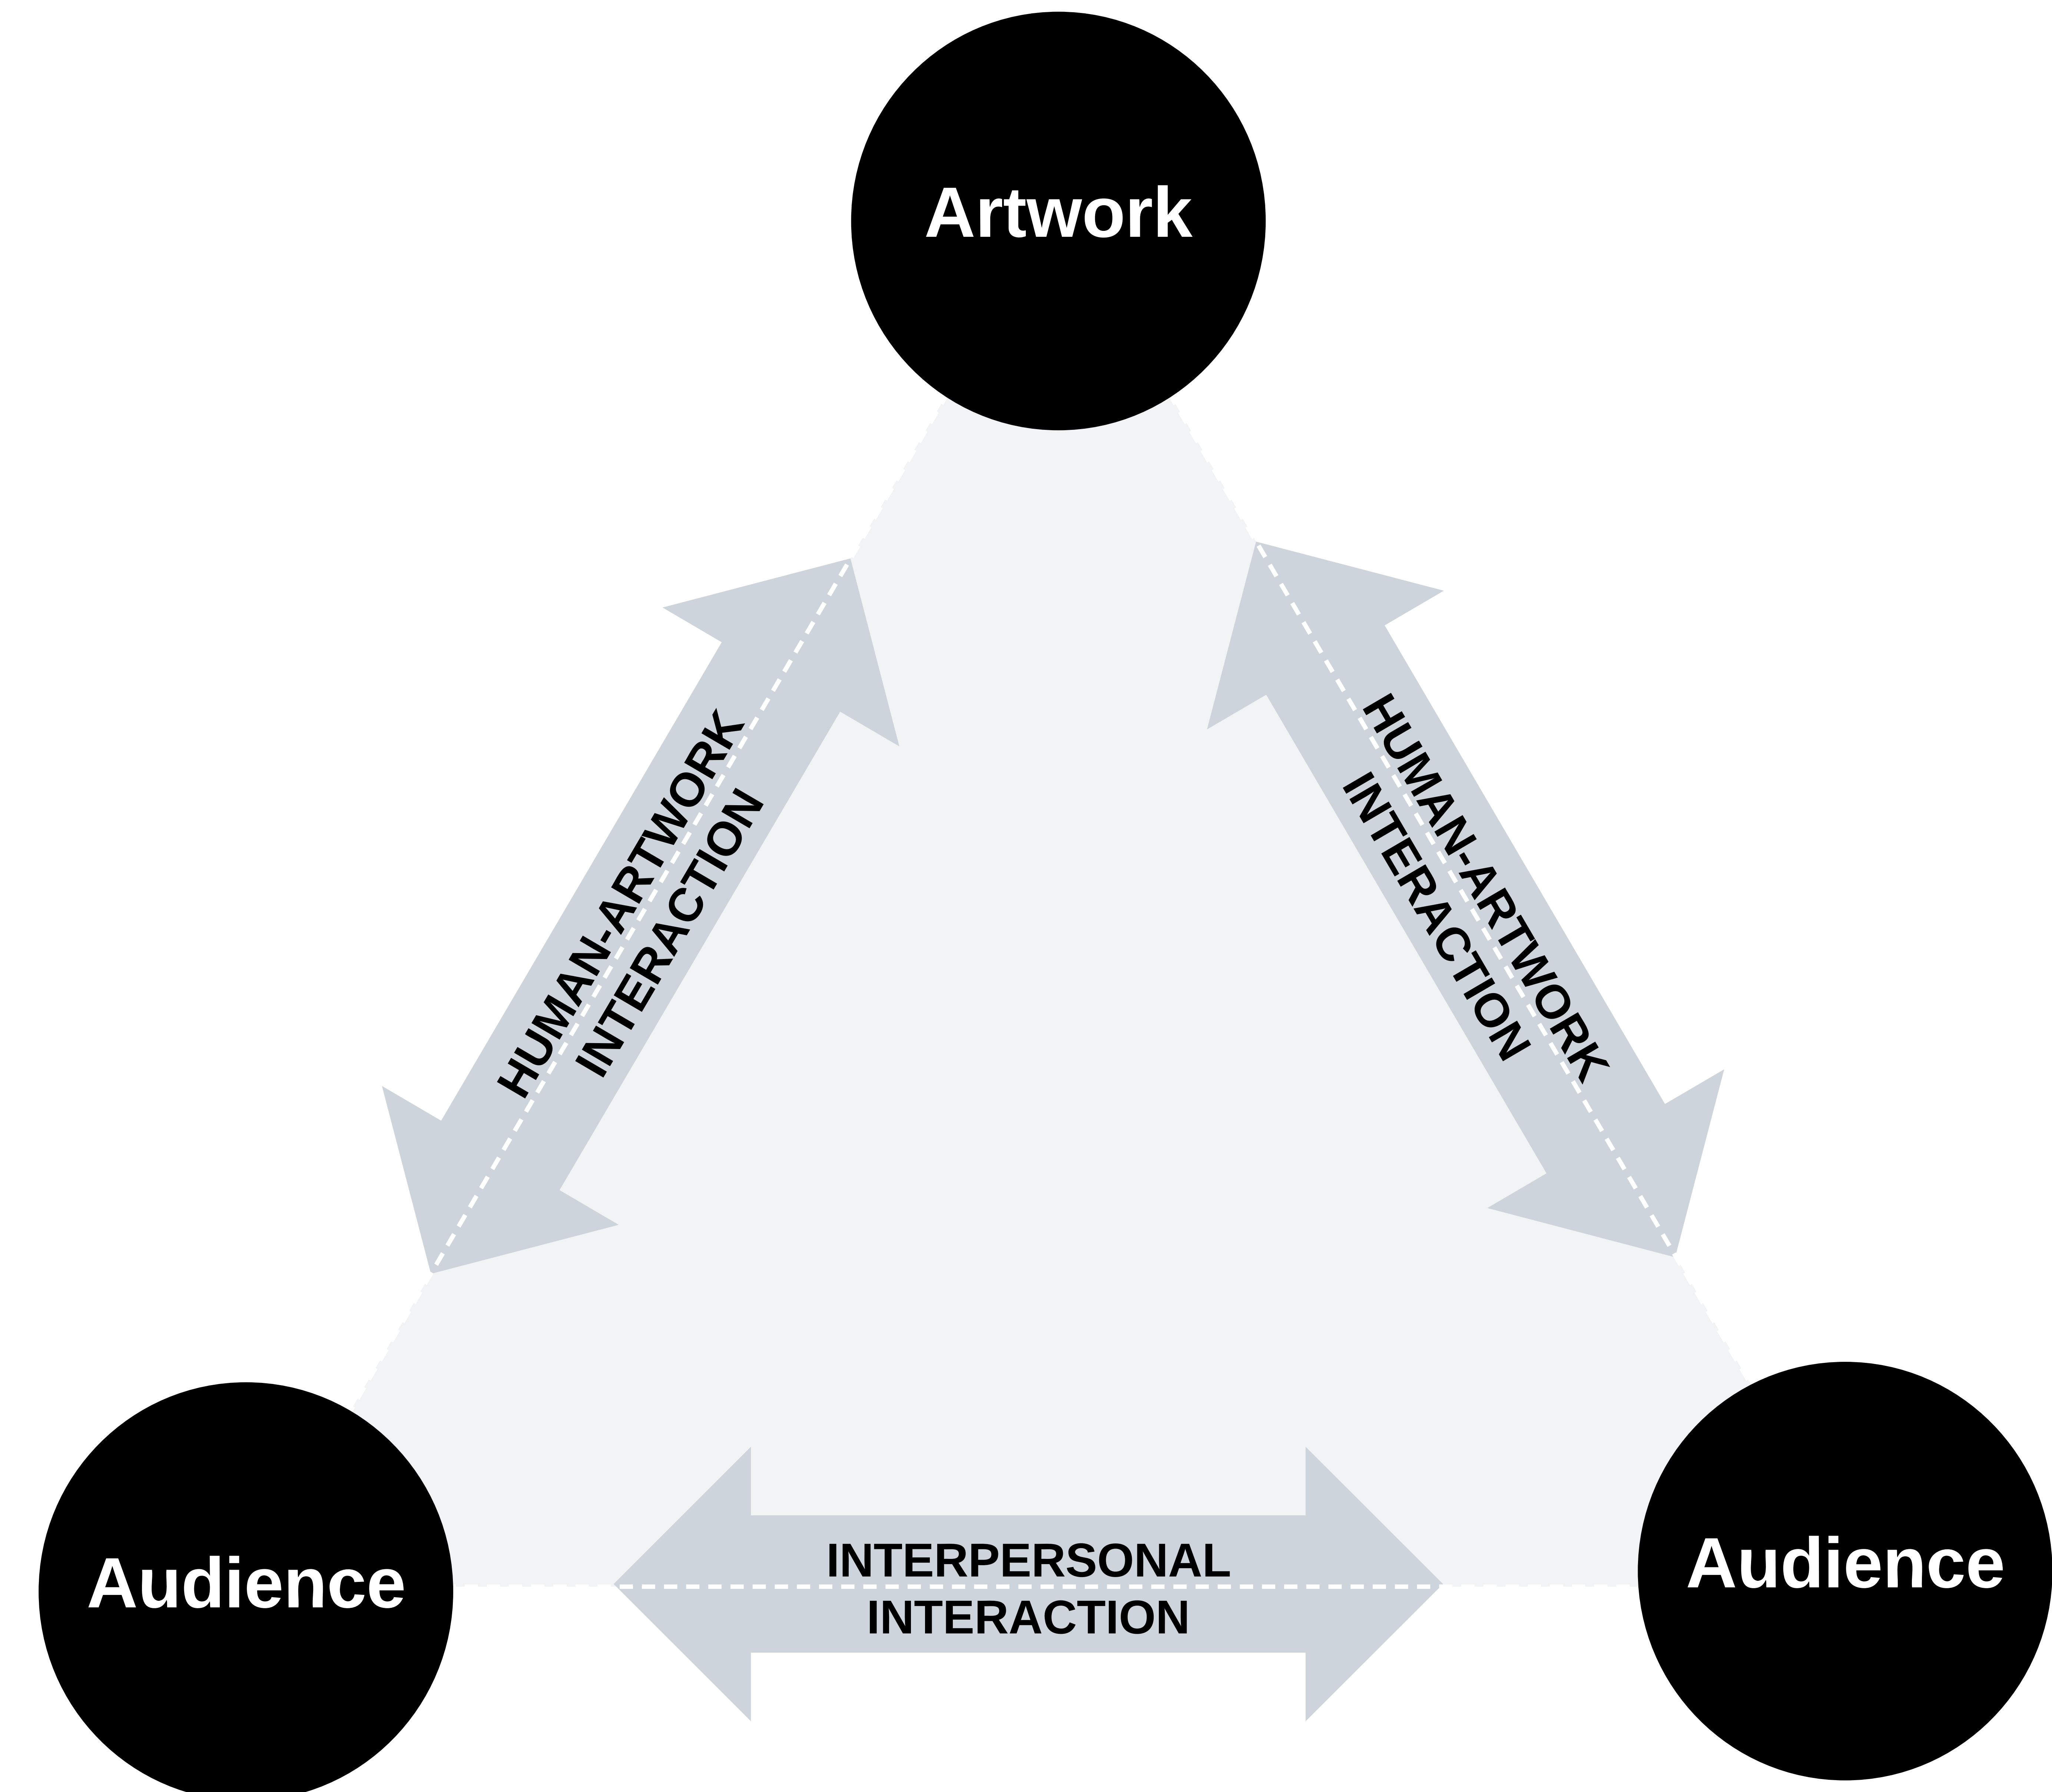 Artwork
HUMAN-ARTWORK
INTERACTION
HUMAN-ARTWORK
INTERACTION
Audience
INTERPERSONAL
INTERACTION
Audience